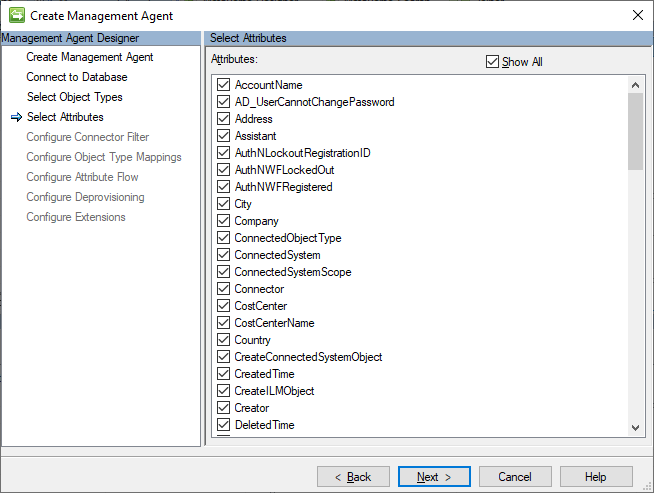 Create Management Agent
Management Agent Designer
Create Management Agent
Connect to Database
Select Object Types
Select Attributes
Configure Connector Filter
Configure Object Type Mappings
Configure Attribute Flow
Configure Deprovisioning
Configure Extensions
Select Attributes
Attributes:
Show All
AccountName
AD_UserCannotChangePassword
Address
Assistant
AuthNLockoutRegistrationID
AuthNWFLockedOut
AuthNWFRegistered
City
Company
ConnectedObjectType
ConnectedSystem
ConnectedSystemScope
Connector
CostCenter
CostCenterName
Country
CreateConnectedSystemObject
CreatedTime
CreateILMObject
Creator
DeletedTime
< Back
Next >
Cancel
Help